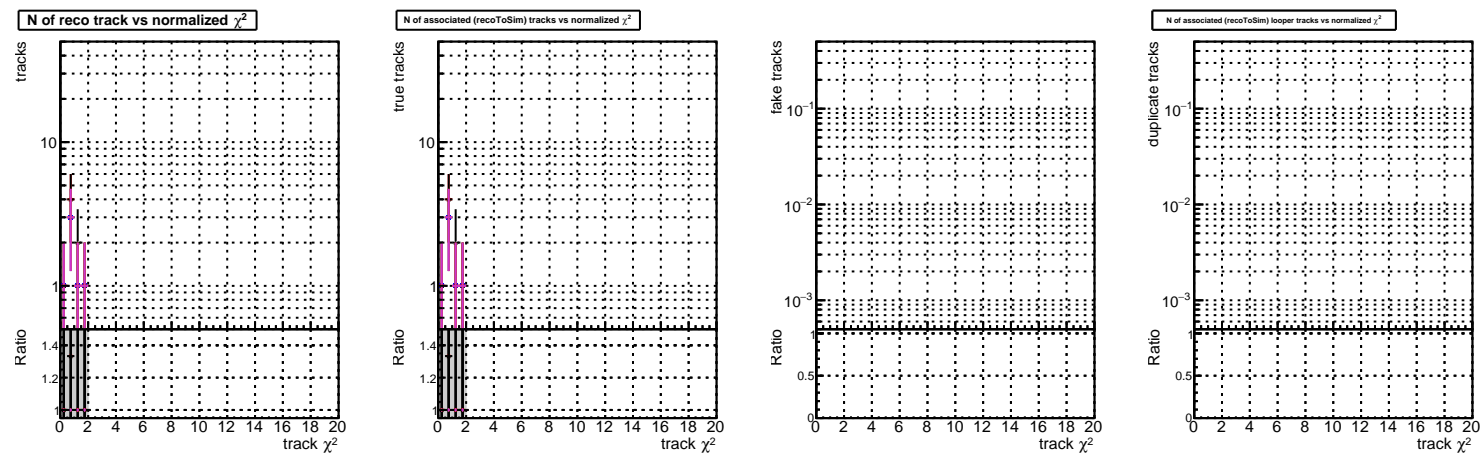 N of reco track vs normalized χ²
tracks
10
1
Ratio
1.4
1.2
1
0 2 4 6 8 10 12 14 16 18 20
track χ²
N of associated (recoToSim) tracks vs normalized χ²
true tracks
10
1
Ratio
1.4
1.2
1
0 2 4 6 8 10 12 14 16 18 20
track χ²
fake tracks
10⁻¹
10⁻²
10⁻³
Ratio
1
0.5
0
0 2 4 6 8 10 12 14 16 18 20
track χ²
N of associated (recoToSim) looper tracks vs normalized χ²
duplicate tracks
10⁻¹
10⁻²
10⁻³
Ratio
1
0.5
0
0 2 4 6 8 10 12 14 16 18 20
track χ²